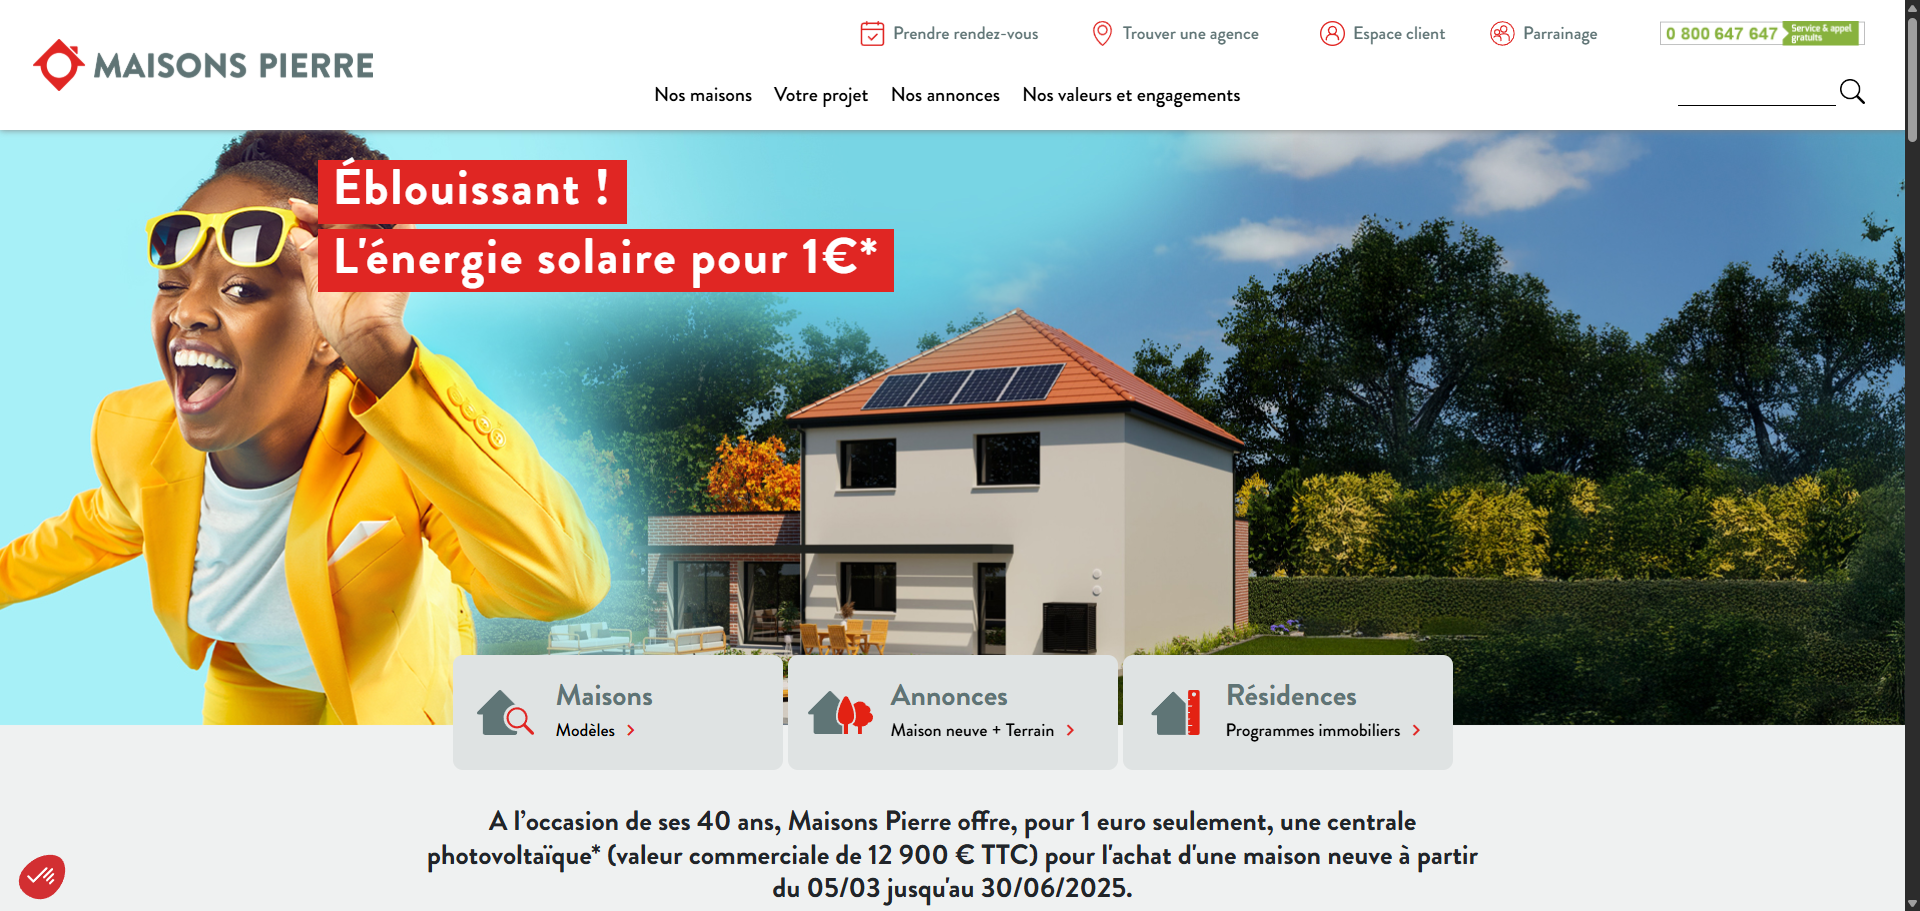 Prendre rendez-vous
Trouver une agence
Espace client
Parrainage
0 800 647 647
Service & appel
gratuits
MAISONS PIERRE
Nos maisons
Votre projet
Nos annonces
Nos valeurs et engagements
Éblouissant !
L'énergie solaire pour 1€*
Maisons
Modèles
Annonces
Maison neuve + Terrain
Résidences
Programmes immobiliers
A l’occasion de ses 40 ans, Maisons Pierre offre, pour 1 euro seulement, une centrale
photovoltaïque* (valeur commerciale de 12 900 € TTC) pour l'achat d'une maison neuve à partir
du 05/03 jusqu'au 30/06/2025.